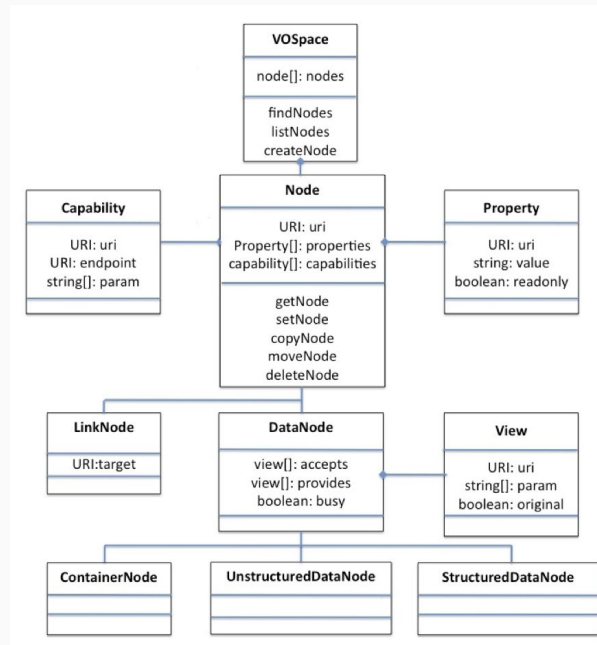 VOSpace
node[]: nodes
findNodes
listNodes
createNode
Capability
URI: uri
URI: endpoint
string[]: param
Node
URI: uri
Property[]: properties
capability[]: capabilities
getNode
setNode
copyNode
moveNode
deleteNode
Property
URI: uri
string: value
boolean: readonly
LinkNode
URI:target
DataNode
view[]: accepts
view[]: provides
boolean: busy
View
URI: uri
string[]: param
boolean: original
ContainerNode
UnstructuredDataNode
StructuredDataNode